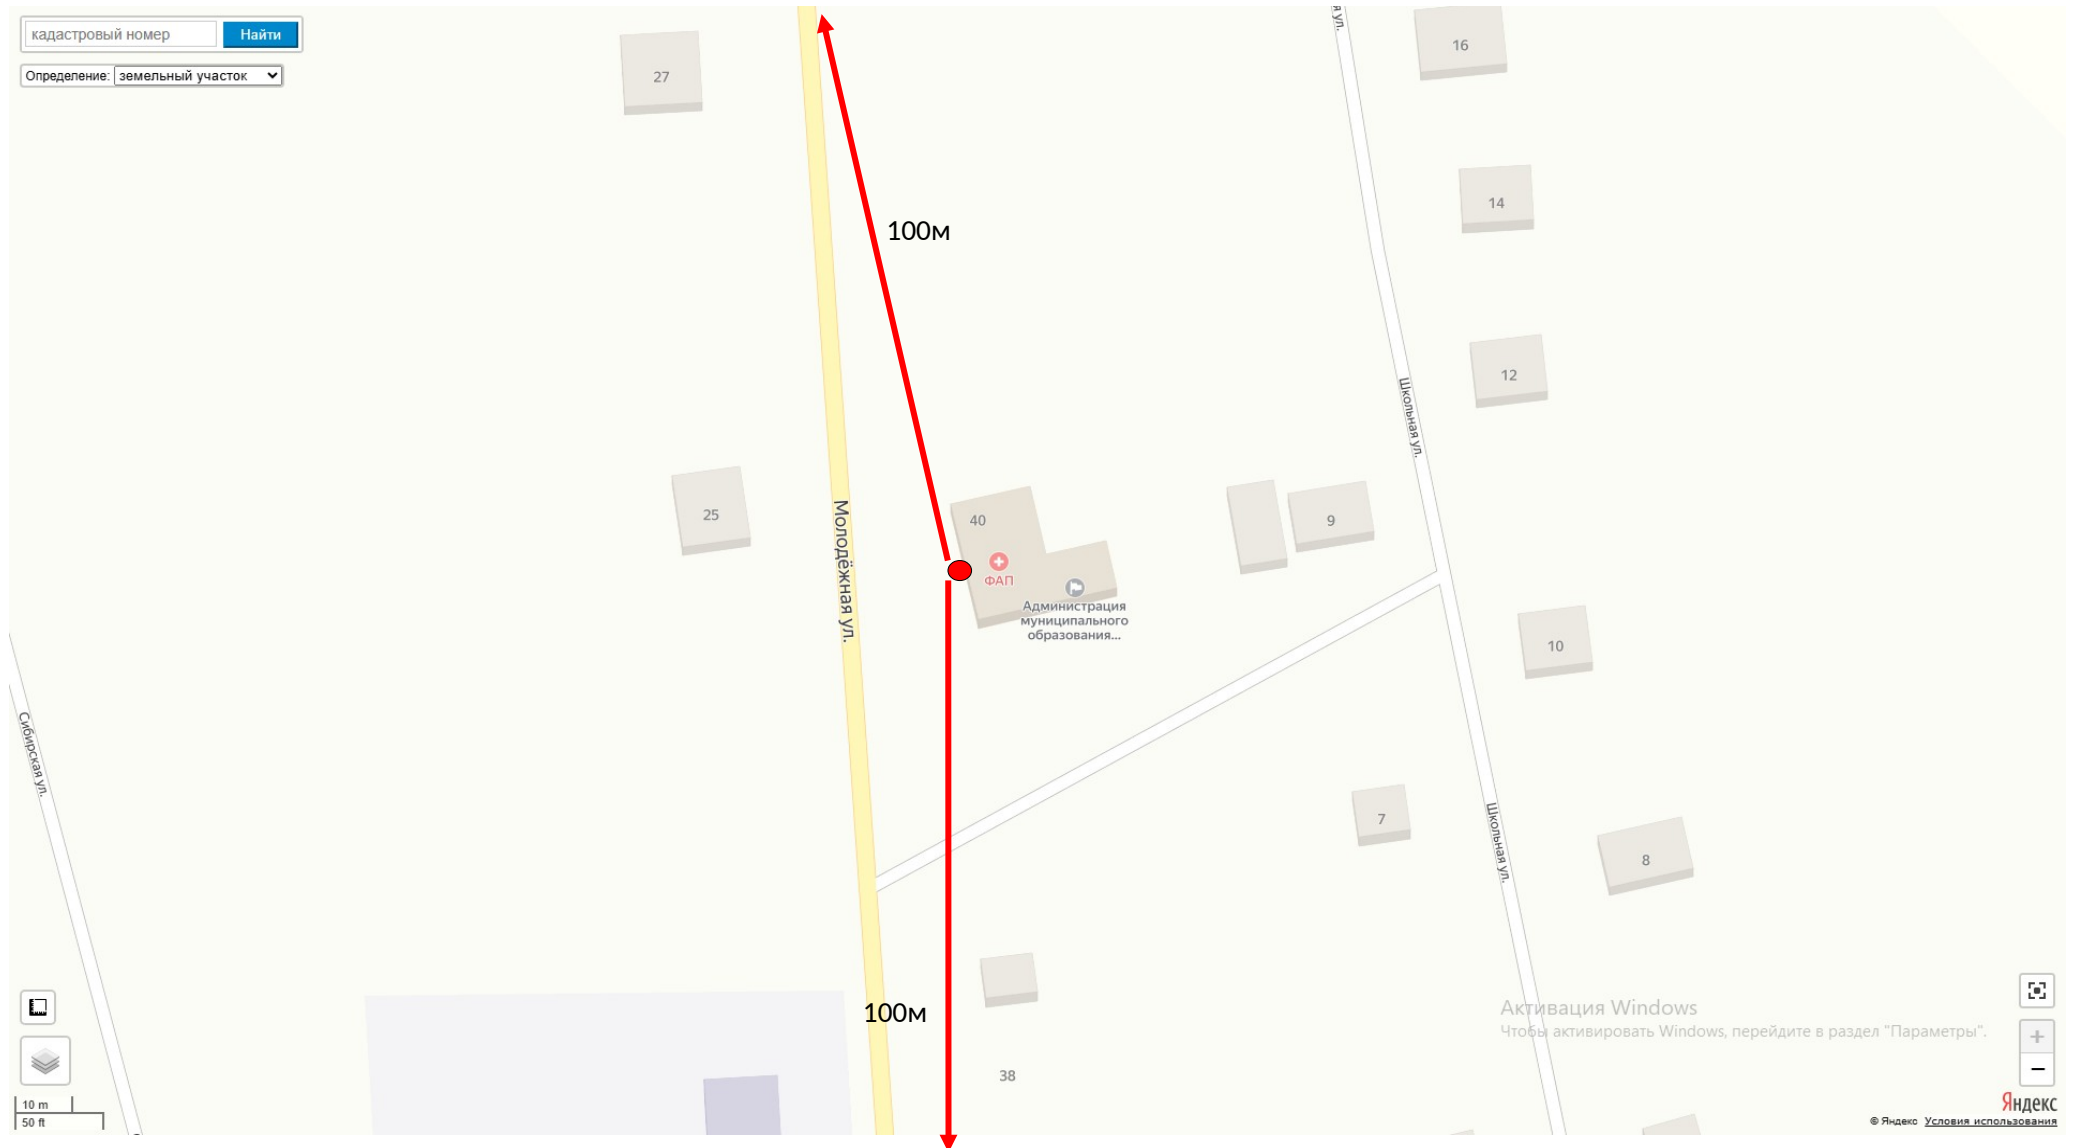 кадастровый номер
Найти
Определение: земельный участок
27
я ул.
16
14
100м
12
Школьная ул.
25
Молодёжная ул.
40
9
ФАП
Администрация
муниципального
образования...
10
Сибирская ул.
7
Школьная ул.
8
100м
Активация Windows
Чтобы активировать Windows, перейдите в раздел "Параметры".
38
10 m
50 ft
Яндекс
© Яндекс Условия использования